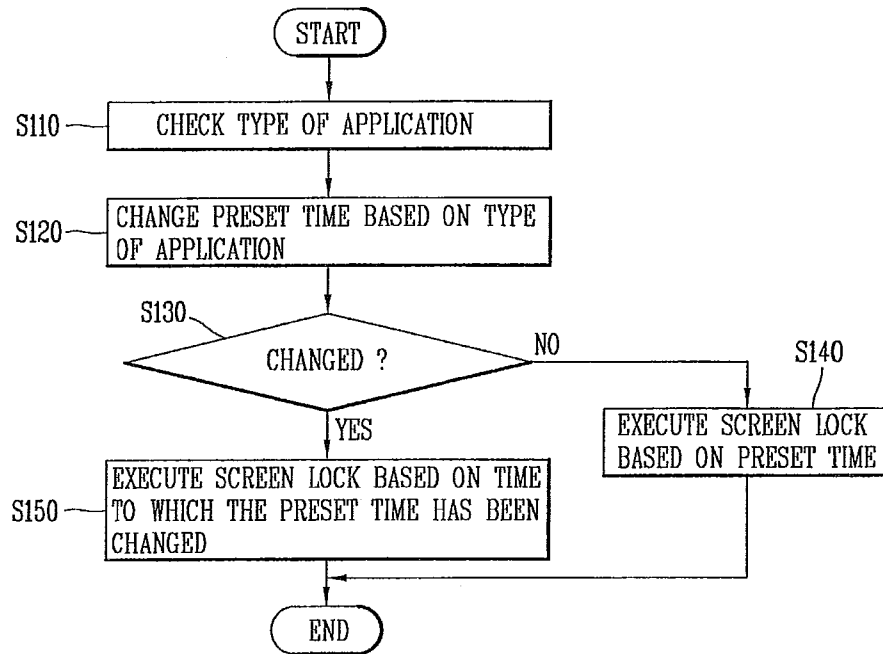 START
S110
CHECK TYPE OF APPLICATION
S120
CHANGE PRESET TIME BASED ON TYPE
OF APPLICATION
S130
CHANGED ?
NO
S140
YES
EXECUTE SCREEN LOCK
BASED ON PRESET TIME
S150
EXECUTE SCREEN LOCK BASED ON TIME
TO WHICH THE PRESET TIME HAS BEEN
CHANGED
END